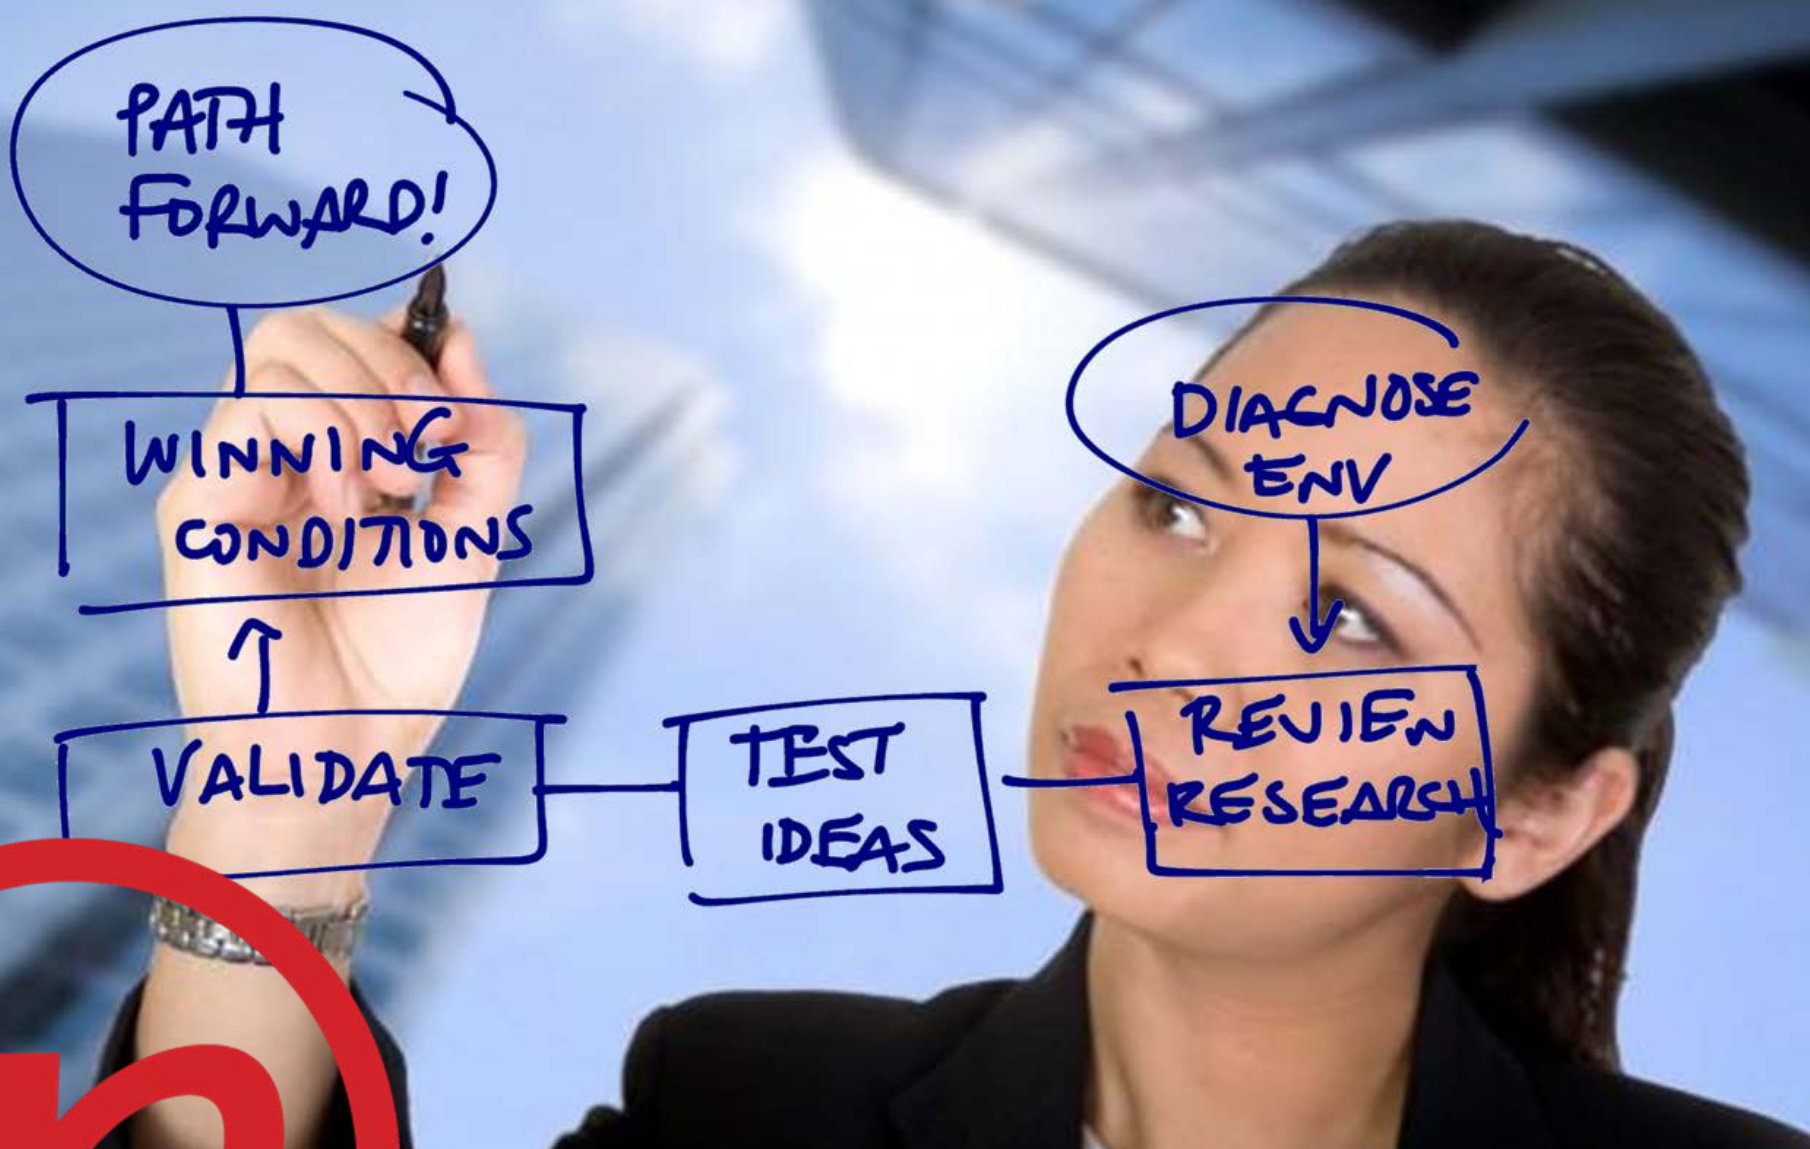 PATH
FORWARD!
WINNING
CONDITIONS
VALIDATE
TEST
IDEAS
DIAGNOSE
ENV
REVIEW
RESEARCH
n